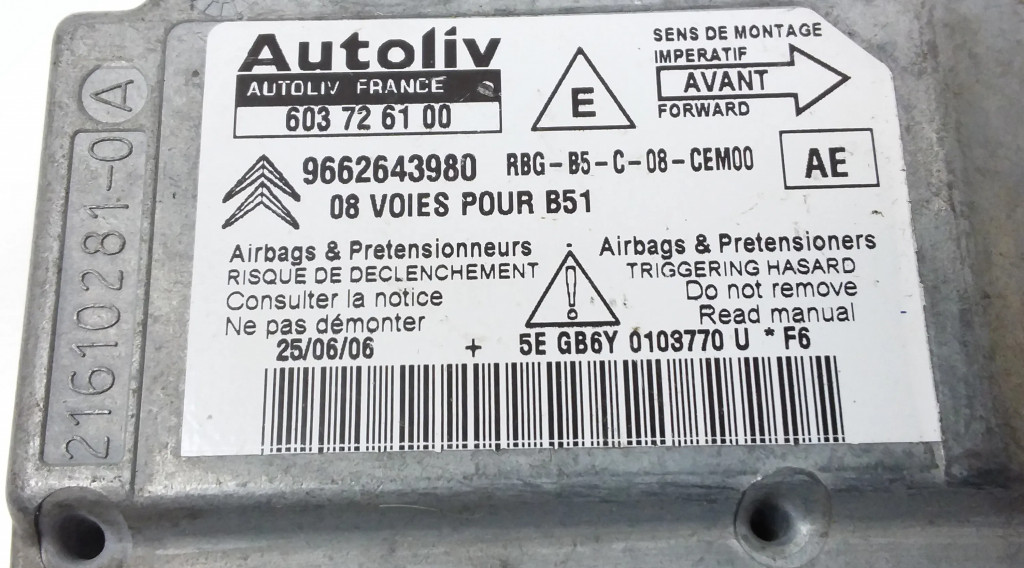 Autoliv
AUTOLIV FRANCE
603 726 61 00
E
SENS DE MONTAGE
IMPERATIF
AVANT
FORWARD
9662643980 RBG-B5-C-08-CEM00
AE
08 VOIES POUR B51
Airbags & Pretensionneurs
RISQUE DE DECLENCHEMENT
Consulter la notice
Ne pas démonter
!
Airbags & Pretensioners
TRIGGERING HASARD
Do not remove
Read manual
25/06/06 + 5E GB6Y 0103770 U * F6
21610281-0 A